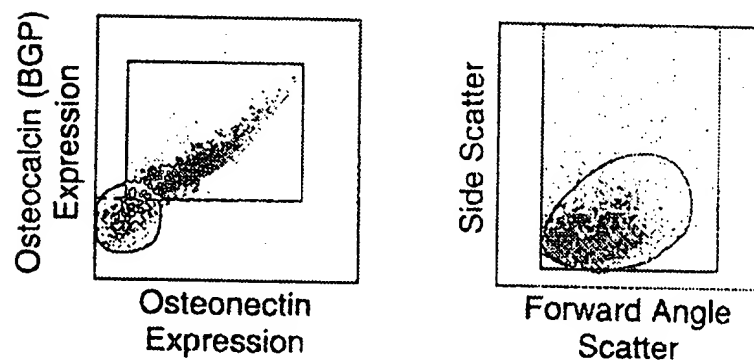 Osteocalcin (BGP)
Expression
Osteonectin
Expression
Side Scatter
Forward Angle
Scatter